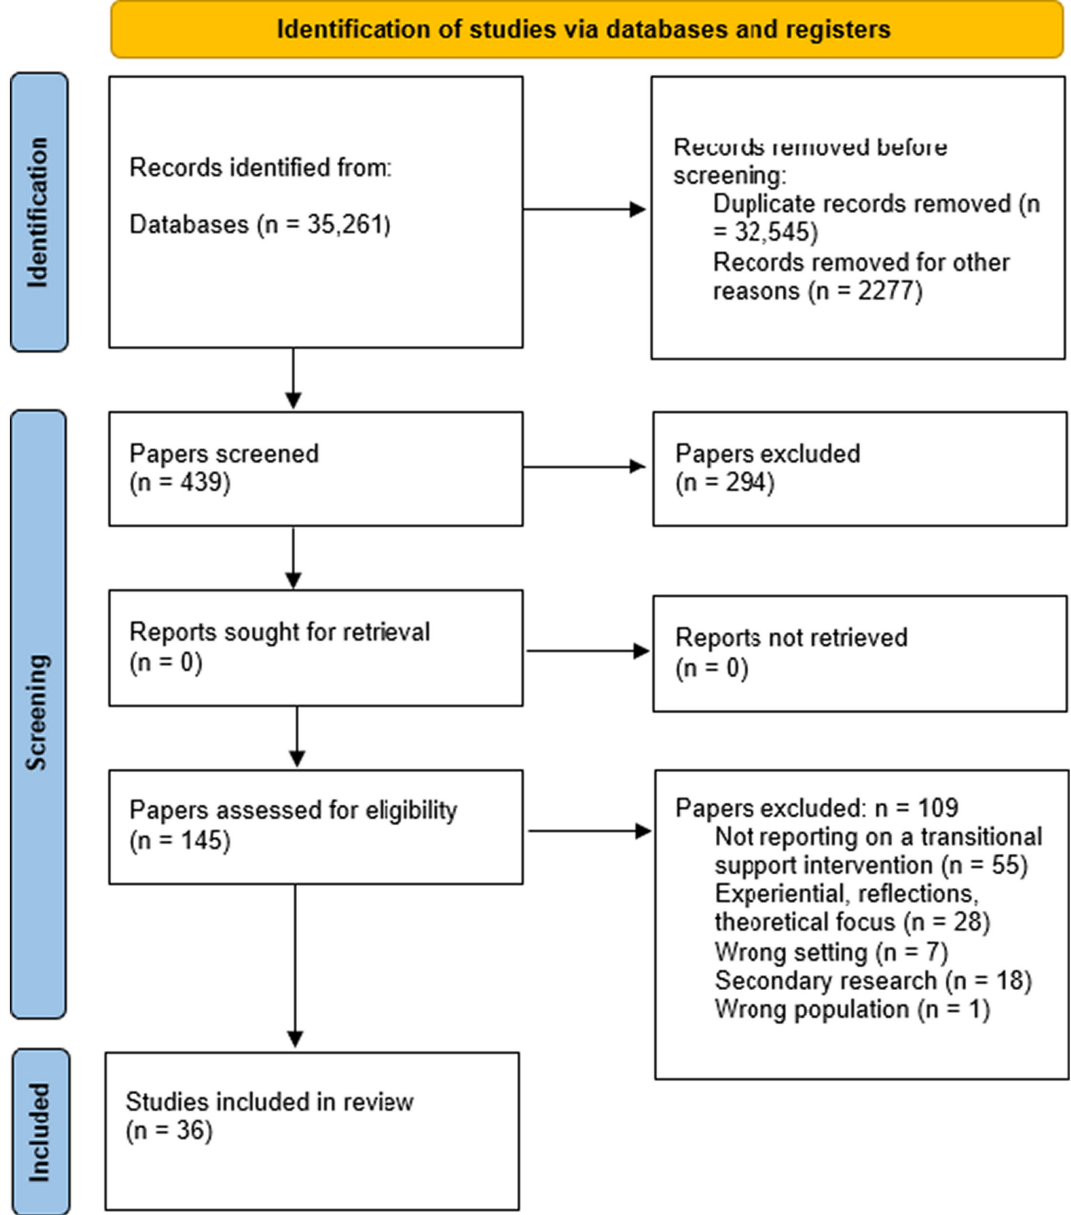 Identification of studies via databases and registers
Identification
Records identified from:
Databases (n = 35,261)
Records removed before
screening:
Duplicate records removed (n
= 32,545)
Records removed for other
reasons (n = 2277)
Screening
Papers screened
(n = 439)
Papers excluded
(n = 294)
Reports sought for retrieval
(n = 0)
Reports not retrieved
(n = 0)
Papers assessed for eligibility
(n = 145)
Papers excluded: n = 109
Not reporting on a transitional
support intervention (n = 55)
Experiential, reflections,
theoretical focus (n = 28)
Wrong setting (n = 7)
Secondary research (n = 18)
Wrong population (n = 1)
Included
Studies included in review
(n = 36)